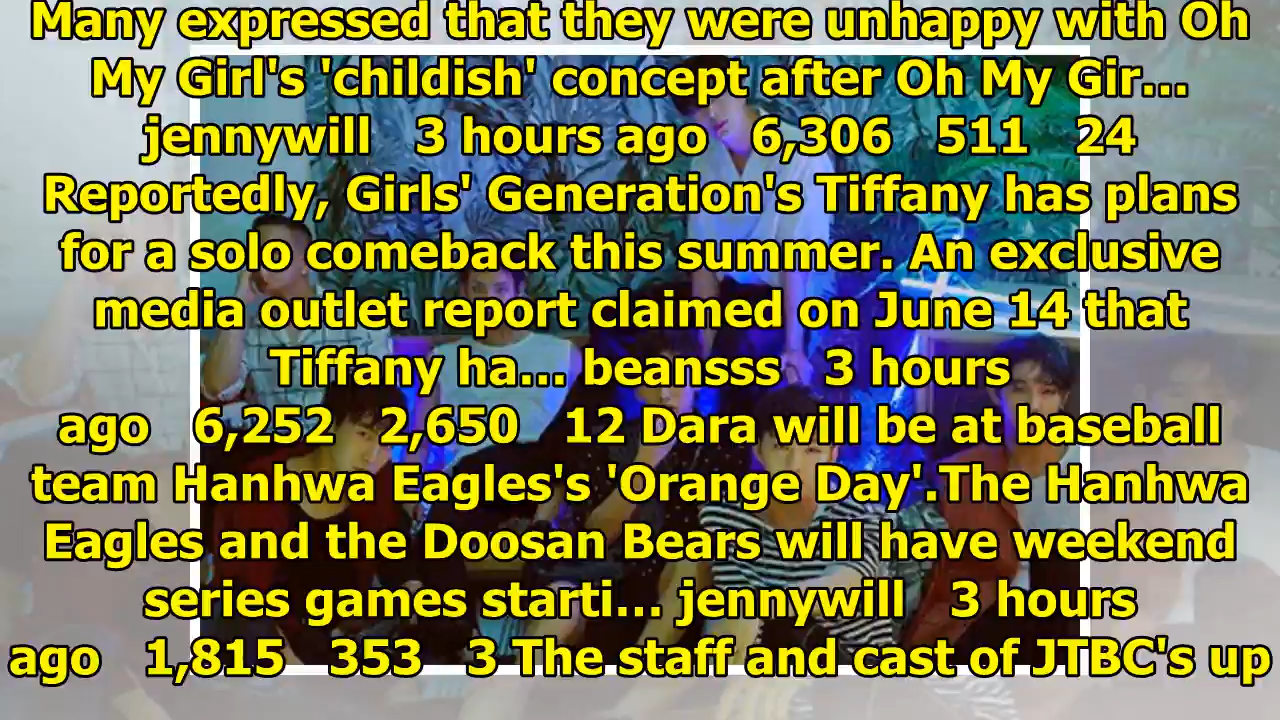 Many expressed that they were unhappy with Oh
My Girl's 'childish' concept after Oh My Gir...
jennywill 3 hours ago 6,306 511 24
Reportedly, Girls' Generation's Tiffany has plans
for a solo comeback this summer. An exclusive
media outlet report claimed on June 14 that
Tiffany ha... beansss 3 hours
ago 6,252 2,650 12 Dara will be at baseball
team Hanhwa Eagles's 'Orange Day'.The Hanhwa
Eagles and the Doosan Bears will have weekend
series games starti... jennywill 3 hours
ago 1,815 353 3 The staff and cast of JTBC's up